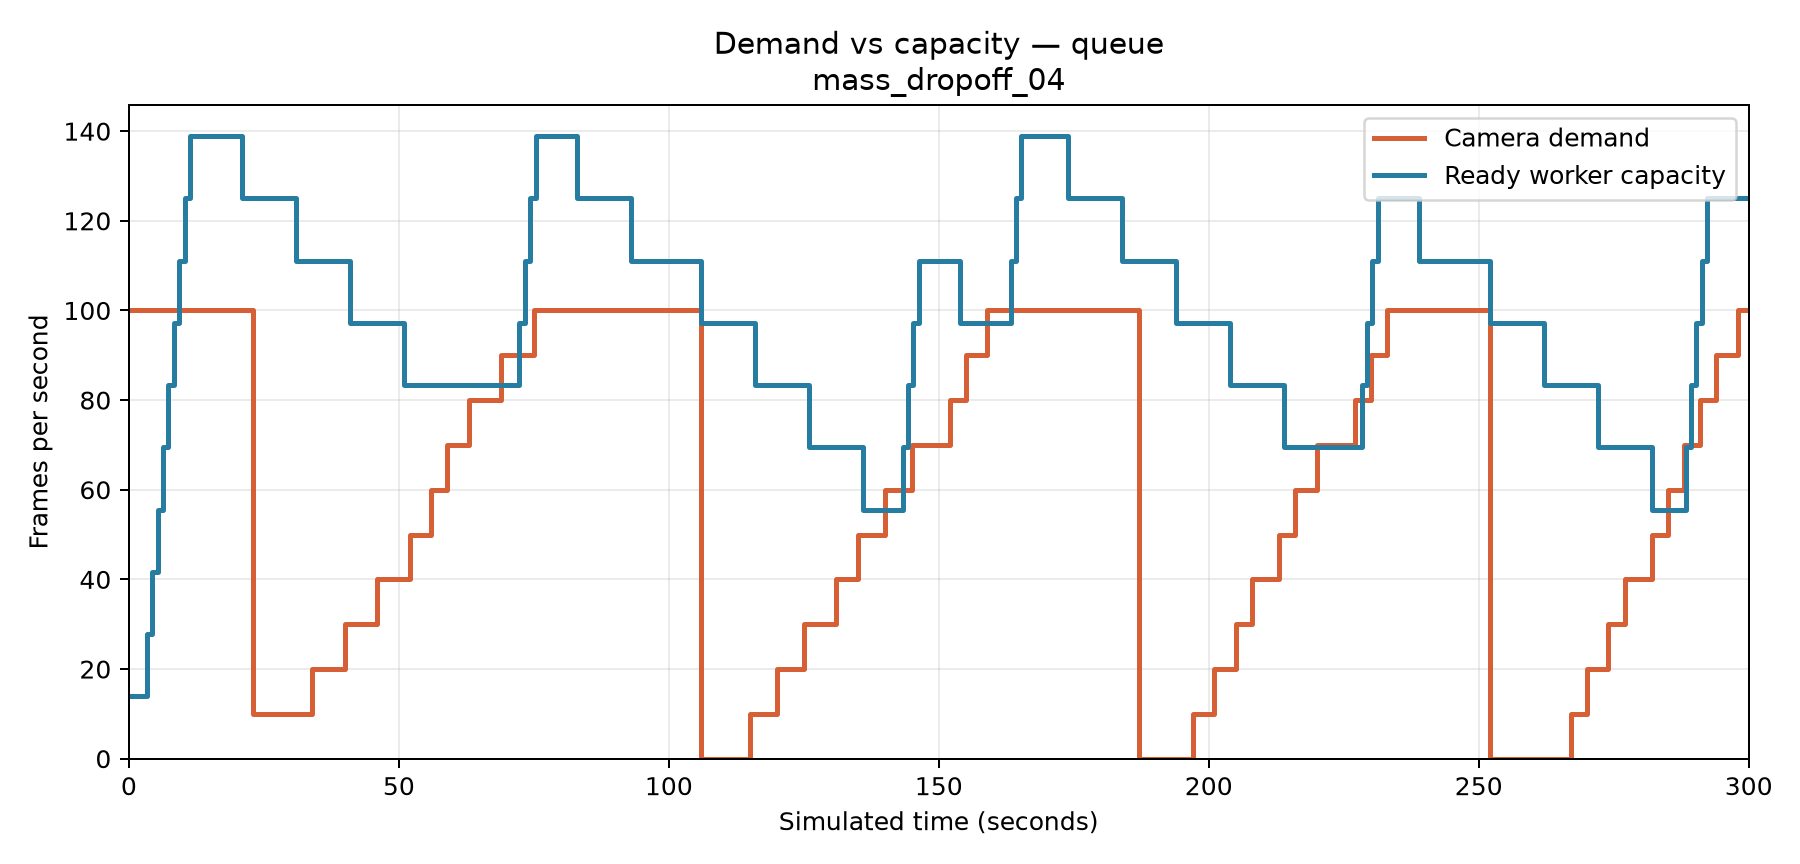 Demand vs capacity — queue
mass_dropoff_04
Frames per second
140
120
100
80
60
40
20
0
Camera demand
Ready worker capacity
0 50 100 150 200 250 300
Simulated time (seconds)